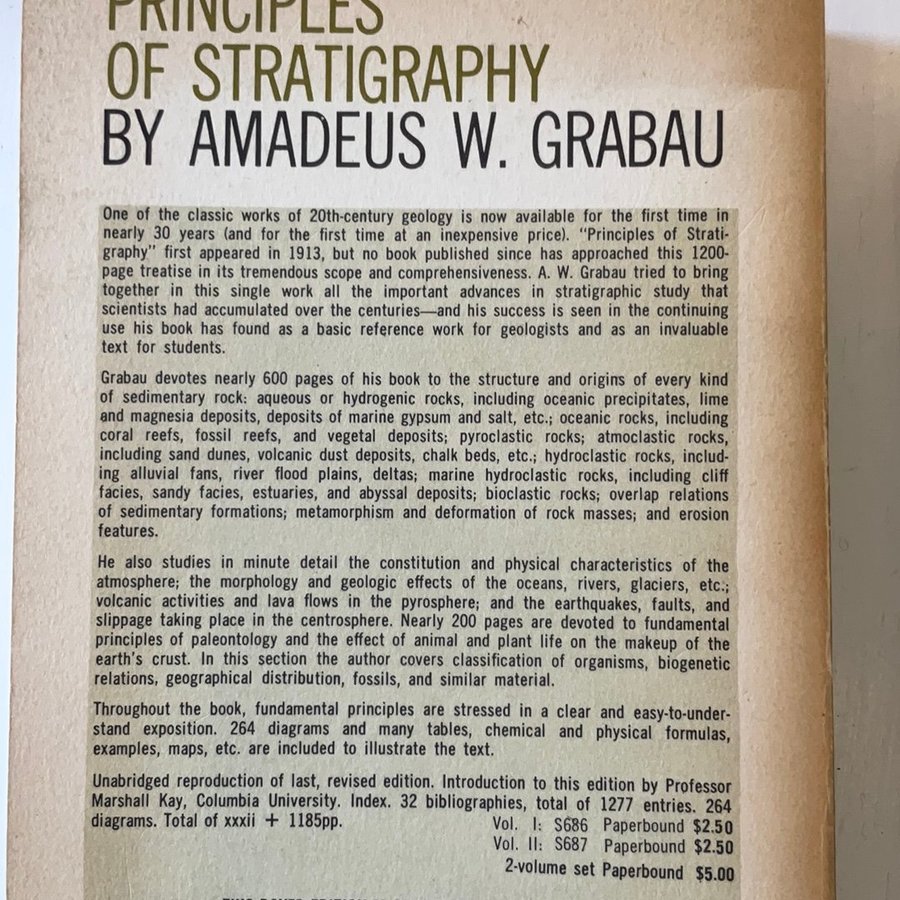 PRINCIPLES
OF STRATIGRAPHY
BY AMADEUS W. GRABAU
One of the classic works of 20th-century geology is now available for the first time in
nearly 30 years (and for the first time at an inexpensive price). "Principles of Strati-
graphy" first appeared in 1913, but no book published since has approached this 1200-
page treatise in its tremendous scope and comprehensiveness. A. W. Grabau tried to bring
together in this single work all the important advances in stratigraphic study that
scientists had accumulated over the centuries—and his success is seen in the continuing
use his book has found as a basic reference work for geologists and as an invaluable
text for students.
Grabau devotes nearly 600 pages of his book to the structure and origins of every kind
of sedimentary rock: aqueous or hydrogenic rocks, including oceanic precipitates, lime
and magnesia deposits, deposits of marine gypsum and salt, etc.; oceanic rocks, including
coral reefs, fossil reefs, and vegetal deposits; pyroclastic rocks; atmoclastic rocks,
including sand dunes, volcanic dust deposits, chalk beds, etc.; hydroclastic rocks, includ-
ing alluvial fans, river flood plains, deltas; marine hydroclastic rocks, including cliff
facies, sandy facies, estuaries, and abyssal deposits; bioclastic rocks; overlap relations
of sedimentary formations; metamorphism and deformation of rock masses; and erosion
features.
He also studies in minute detail the constitution and physical characteristics of the
atmosphere; the morphology and geologic effects of the oceans, rivers, glaciers, etc.;
volcanic activities and lava flows in the pyrosphere; and the earthquakes, faults, and
slippage taking place in the centrosphere. Nearly 200 pages are devoted to fundamental
principles of paleontology and the effect of animal and plant life on the makeup of the
earth's crust. In this section the author covers classification of organisms, biogenetic
relations, geographical distribution, fossils, and similar material.
Throughout the book, fundamental principles are stressed in a clear and easy-to-under-
stand exposition. 264 diagrams and many tables, chemical and physical formulas,
examples, maps, etc. are included to illustrate the text.
Unabridged reproduction of last, revised edition. Introduction to this edition by Professor
Marshall Kay, Columbia University. Index. 32 bibliographies, total of 1277 entries. 264
diagrams. Total of xxxii + 1185pp.
Vol. I: S686 Paperbound $2.50
Vol. II: S687 Paperbound $2.50
2-volume set Paperbound $5.00